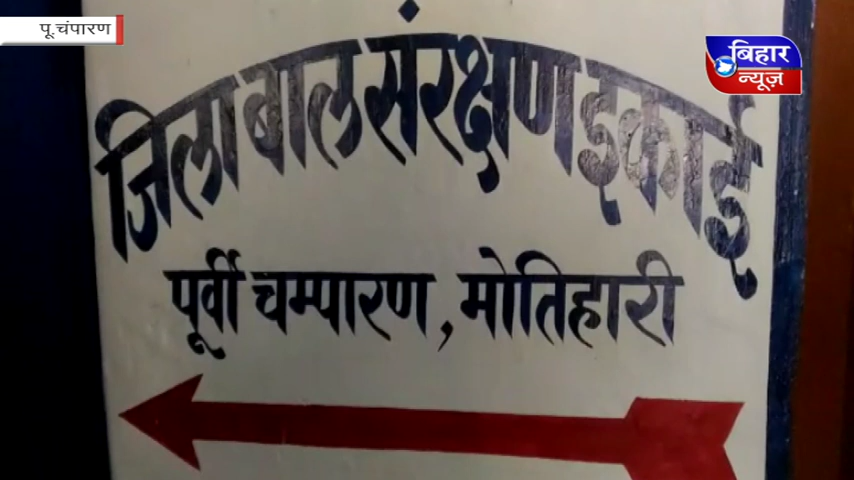 पू.चंपारण
बिहार
न्यूज़
जिला बाल संरक्षण इकाई
पूर्वी चम्पारण, मोतिहारी